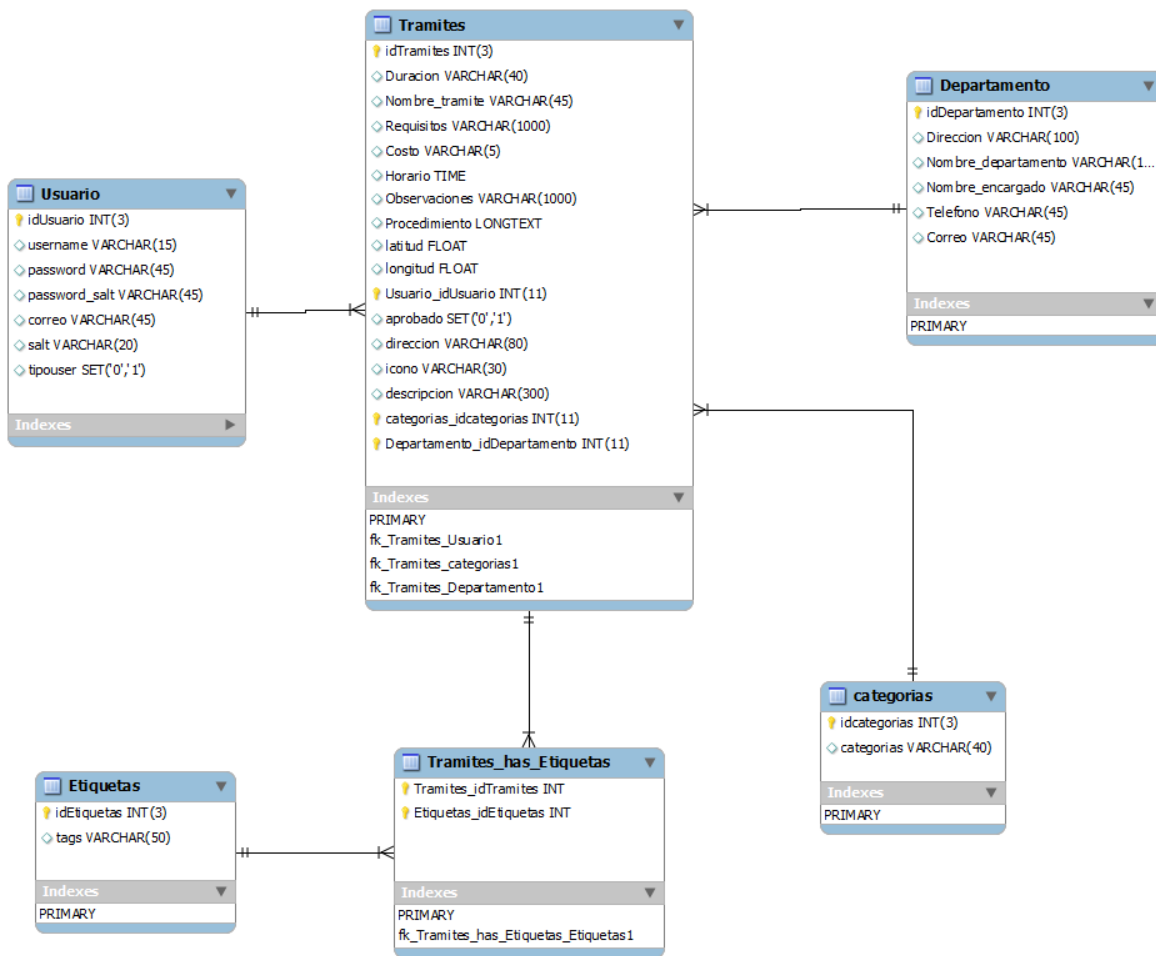 Tramites
idTramites INT(3)
Duracion VARCHAR(40)
Nombre_tramite VARCHAR(45)
Requisitos VARCHAR(1000)
Costo VARCHAR(5)
Horario TIME
Observaciones VARCHAR(1000)
Procedimiento LONGTEXT
latitud FLOAT
longitud FLOAT
Usuario_idUsuario INT(11)
aprobado SET('0','1')
direccion VARCHAR(80)
icono VARCHAR(30)
descripcion VARCHAR(300)
categorias_idcategorias INT(11)
Departamento_idDepartamento INT(11)
Indexes
PRIMARY
fk_Tramites_Usuario1
fk_Tramites_categorias1
fk_Tramites_Departamento1
Departamento
idDepartamento INT(3)
Direccion VARCHAR(100)
Nombre_departamento VARCHAR(1...
Nombre_encargado VARCHAR(45)
Telefono VARCHAR(45)
Correo VARCHAR(45)
Indexes
PRIMARY
Usuario
idUsuario INT(3)
username VARCHAR(15)
password VARCHAR(45)
password_salt VARCHAR(45)
correo VARCHAR(45)
salt VARCHAR(20)
tipouser SET('0','1')
Indexes
categorias
idcategorias INT(3)
categorias VARCHAR(40)
Indexes
PRIMARY
Tramites_has_Etiquetas
Tramites_idTramites INT
Etiquetas_idEtiquetas INT
Indexes
PRIMARY
fk_Tramites_has_Etiquetas_Etiquetas1
Etiquetas
idEtiquetas INT(3)
tags VARCHAR(50)
Indexes
PRIMARY